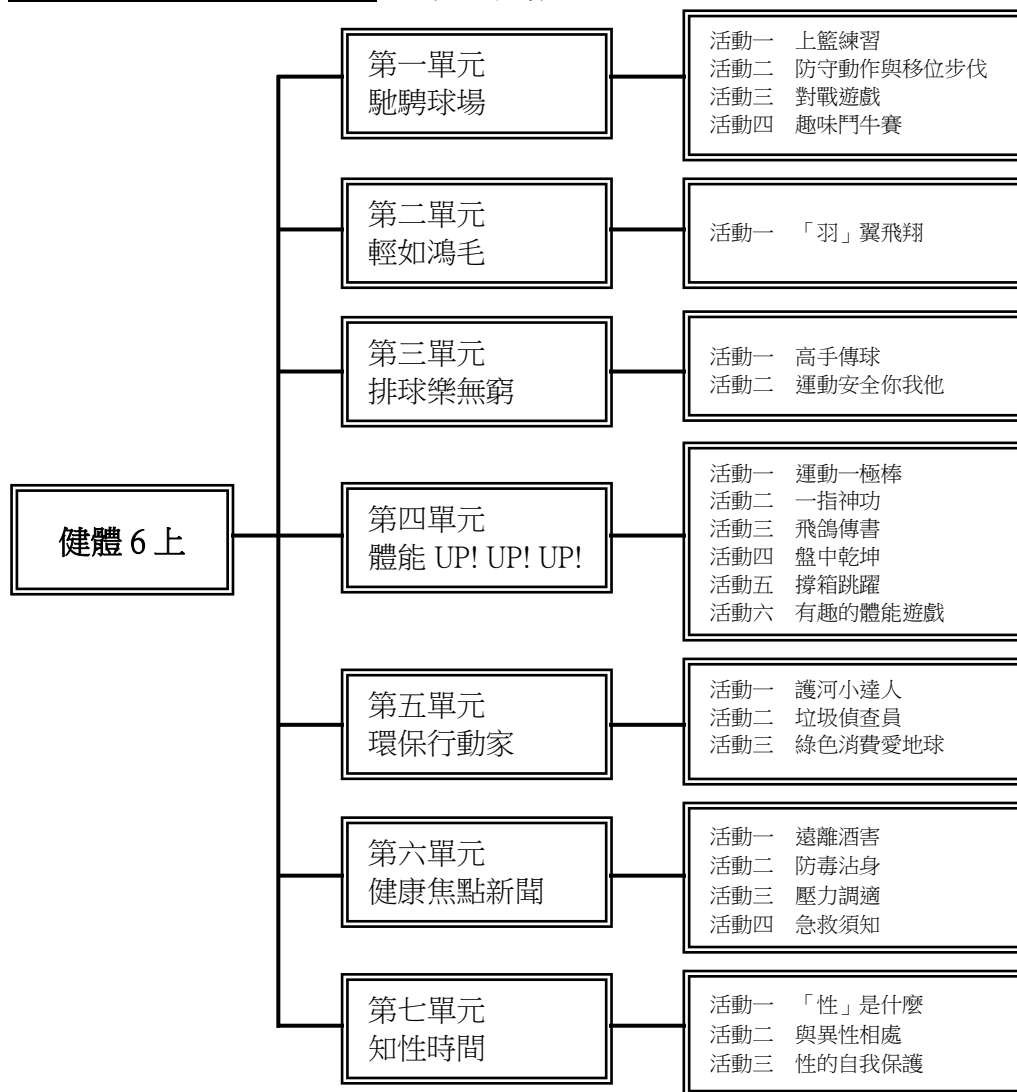 健體 6 上
第一單元
馳騁球場
活動一　上籃練習
活動二　防守動作與移位步伐
活動三　對戰遊戲
活動四　趣味鬥牛賽
第二單元
輕如鴻毛
活動一　「羽」翼飛翔
第三單元
排球樂無窮
活動一　高手傳球
活動二　運動安全你我他
第四單元
體能 UP! UP! UP!
活動一　運動一極棒
活動二　一指神功
活動三　飛鴿傳書
活動四　盤中乾坤
活動五　撐箱跳躍
活動六　有趣的體能遊戲
第五單元
環保行動家
活動一　護河小達人
活動二　垃圾偵查員
活動三　綠色消費愛地球
第六單元
健康焦點新聞
活動一　遠離酒害
活動二　防毒沾身
活動三　壓力調適
活動四　急救須知
第七單元
知性時間
活動一　「性」是什麼
活動二　與異性相處
活動三　性的自我保護